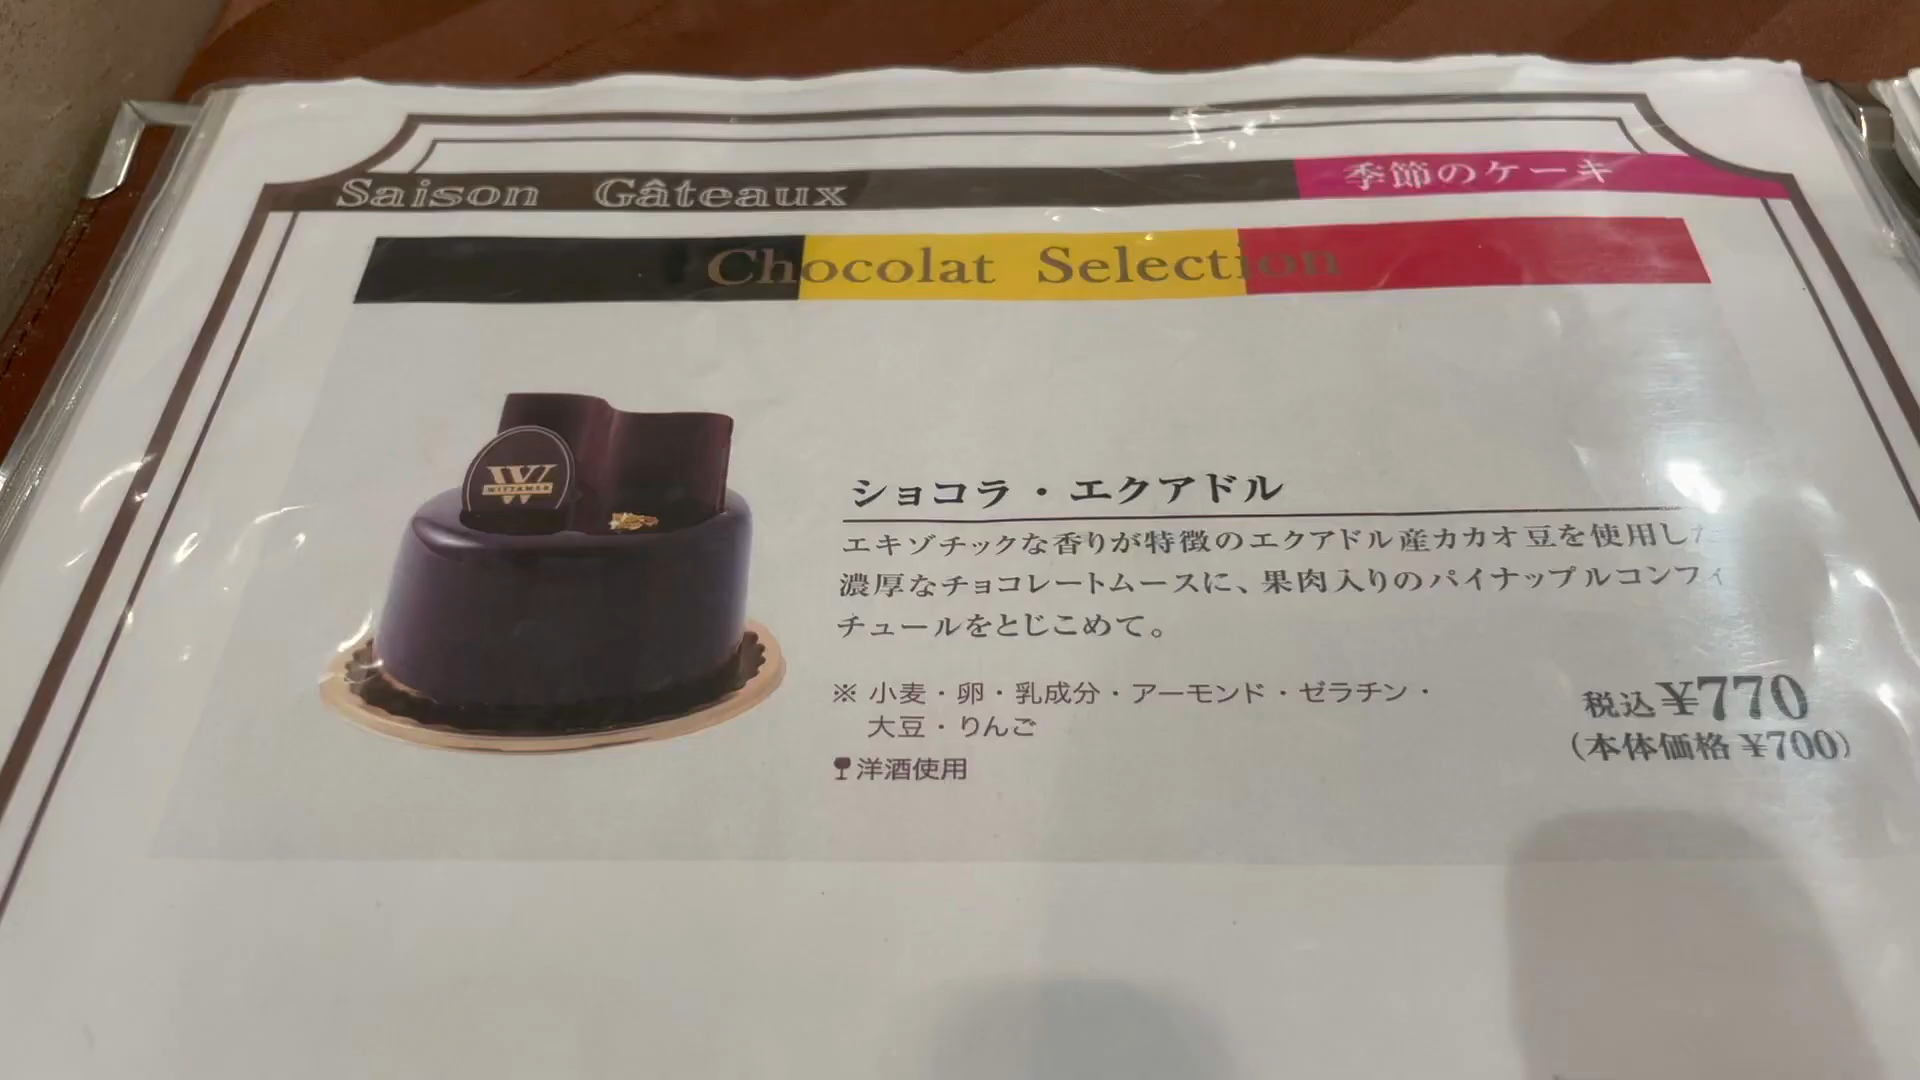 Saison Gâteaux 季節のケーキ
Chocolat Selection
W
WITTAMER
ショコラ・エクアドル
エキゾチックな香りが特徴のエクアドル産カカオ豆を使用した
濃厚なチョコレートムースに、果肉入りのパイナップルコンフィ
チュールをとじこめて。
※ 小麦・卵・乳成分・アーモンド・ゼラチン・
大豆・りんご
洋酒使用
税込¥770
(本体価格 ¥700)